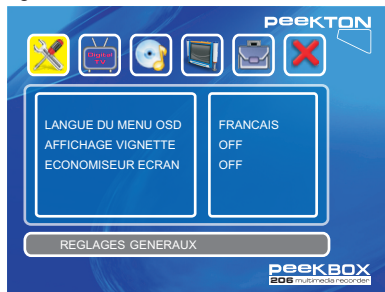 PEEKTON
Digital
TV
LANGUE DU MENU OSD FRANCAIS
AFFICHAGE VIGNETTE OFF
ECONOMISEUR ECRAN OFF
REGLAGES GENERAUX
PEEKBOX
206 multimedia recorder